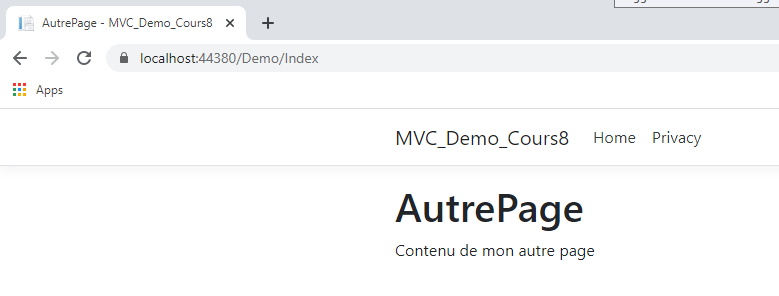 AutrePage - MVC_Demo_Cours8
localhost:44380/Demo/Index
Apps
MVC_Demo_Cours8 Home Privacy
AutrePage
Contenu de mon autre page